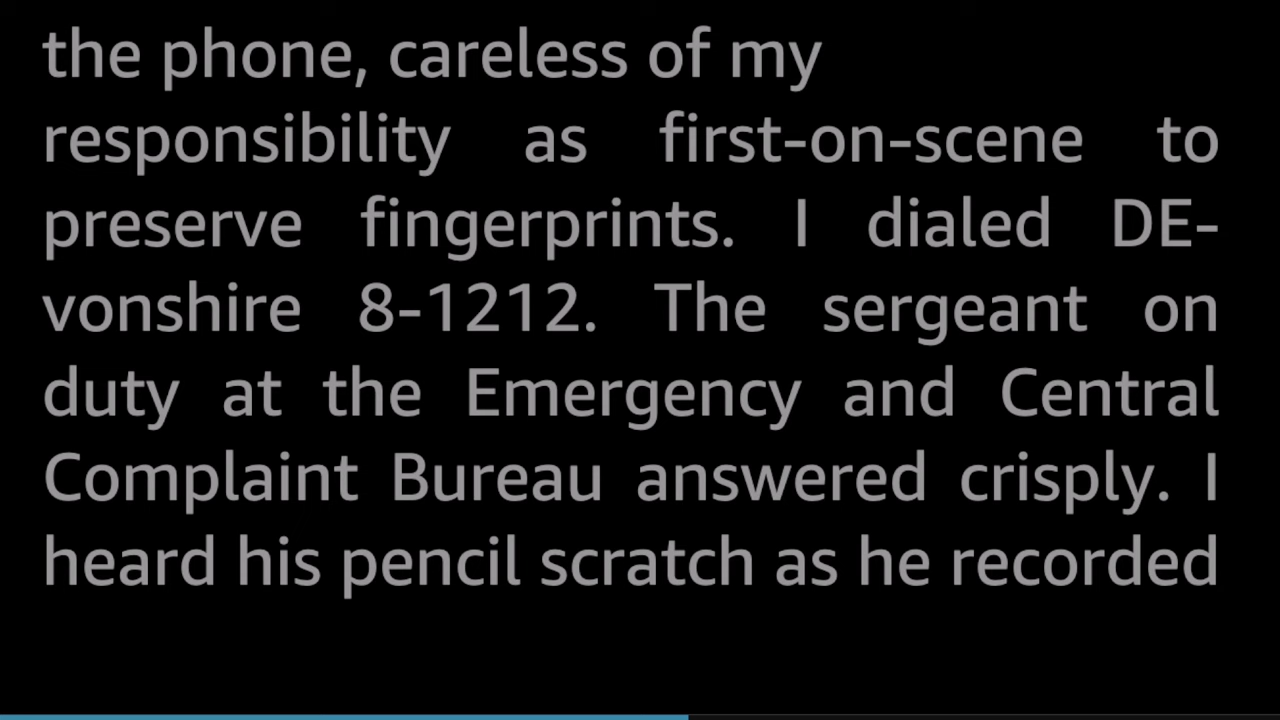 the phone, careless of my
responsibility as first-on-scene to
preserve fingerprints. I dialed DE-
vonshire 8-1212. The sergeant on
duty at the Emergency and Central
Complaint Bureau answered crisply. I
heard his pencil scratch as he recorded